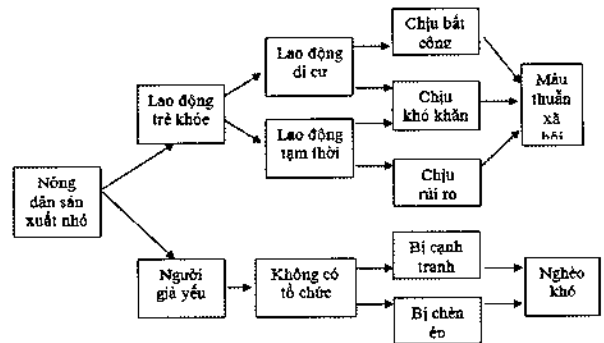 Chịu bất
công
Lao động
di cư
Mâu
thuẫn
xã
hội
Lao động
trẻ khỏe
Chịu
khó khăn
Lao động
tạm thời
Chịu
rủi ro
Nông
dân sản
xuất nhỏ
Người
già yếu
Không có
tổ chức
Bị cạnh
tranh
Nghèo
khó
Bị chèn
ép